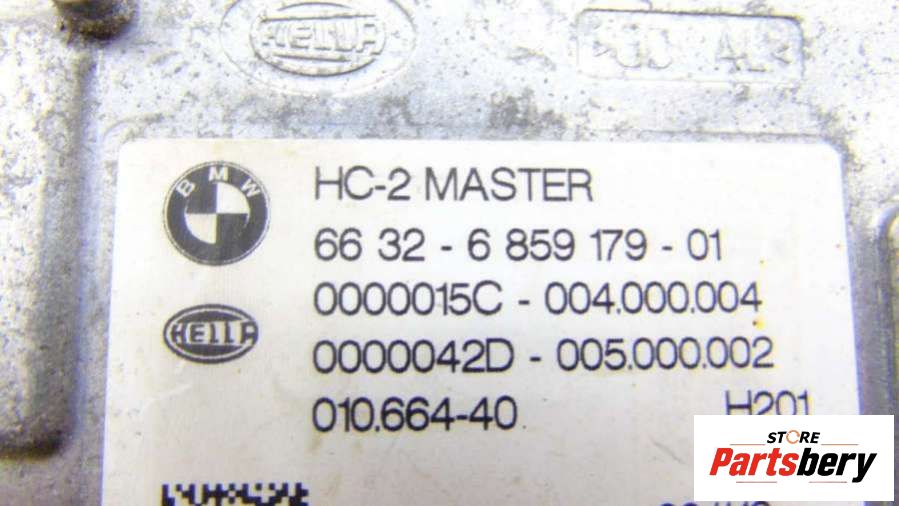 HELLA
HC-2 MASTER
BMW
66 32 - 6 859 179 - 01
0000015C - 004.000.004
HELLA
0000042D - 005.000.002
010.664-40 H201
STORE
Partsbery